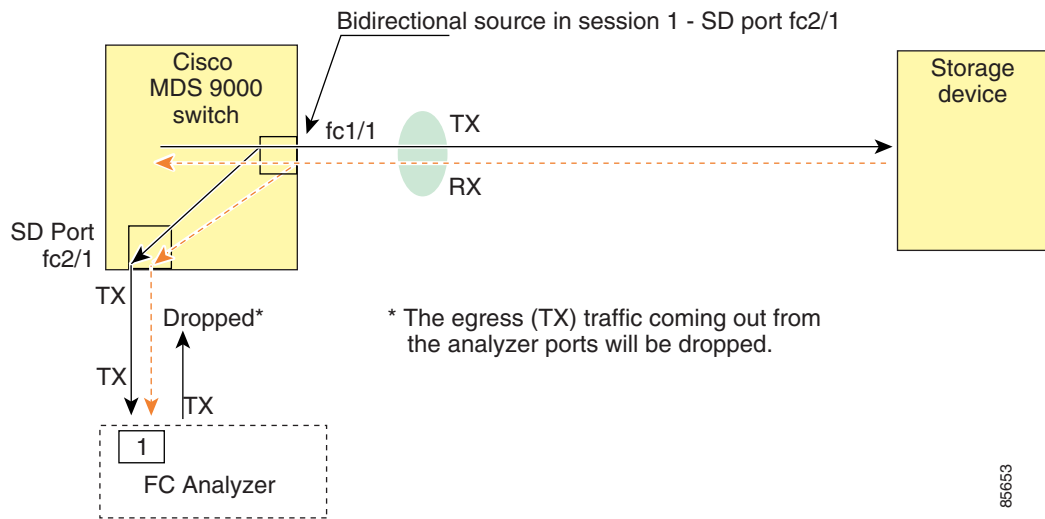 Bidirectional source in session 1 - SD port fc2/1
Cisco
MDS 9000
switch
Storage
device
fc1/1
TX
RX
SD Port
fc2/1
TX
Dropped*
* The egress (TX) traffic coming out from
the analyzer ports will be dropped.
TX
TX
1
FC Analyzer
85653